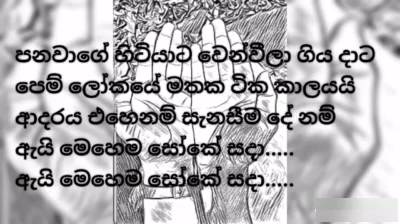 පනවාගේ හිටියාට වෙන්වීලා ගිය දාට
පෙම් ලෝකයේ මතක ටික කාලයයි
ආදරය එහෙනම් සැනසීම දේ නම්
ඇයි මෙහෙම සෝකේ සදා.....
ඇයි මෙහෙම සෝකේ සදා.....